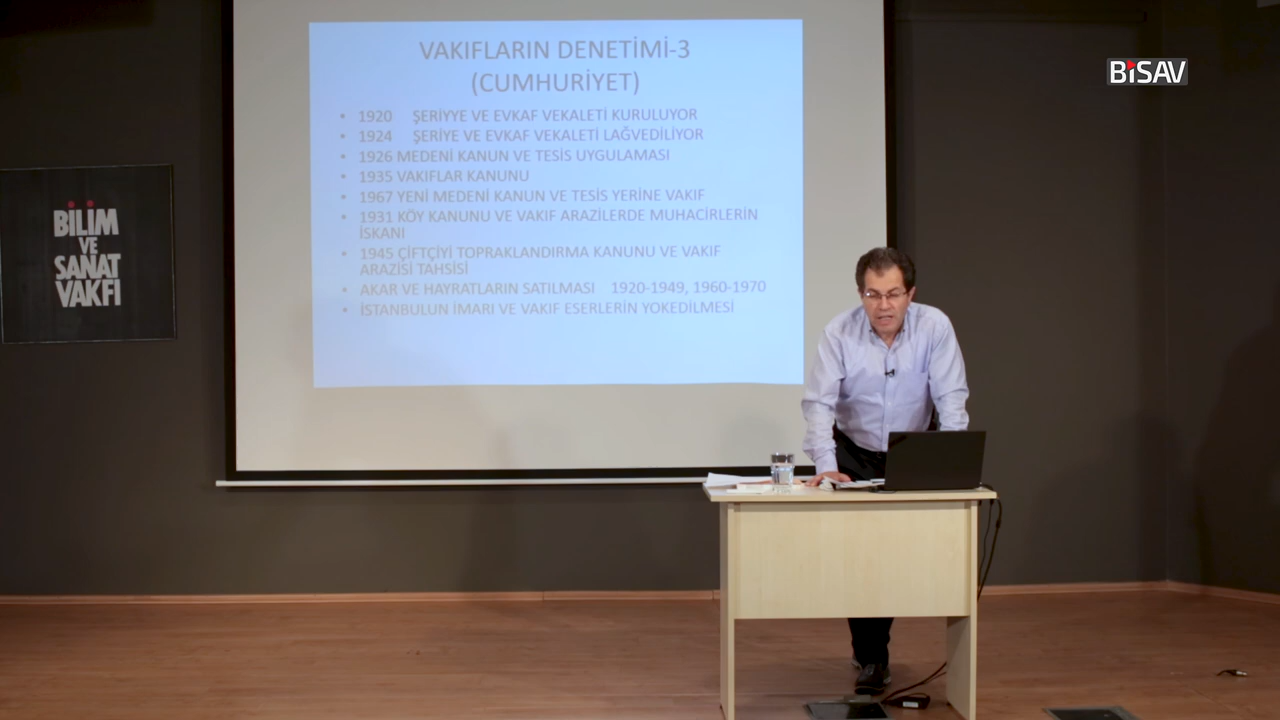 BİSAV
VAKIFLARIN DENETİMİ-3
(CUMHURİYET)
• 1920 ŞERİYYE VE EVKAF VEKALETİ KURULUYOR
• 1924 ŞERİYE VE EVKAF VEKALETİ LAĞVEDİLİYOR
• 1926 MEDENİ KANUN VE TESİS UYGULAMASI
• 1935 VAKIFLAR KANUNU
• 1967 YENİ MEDENİ KANUN VE TESİS YERİNE VAKIF
• 1931 KÖY KANUNU VE VAKIF ARAZİLERDE MUHACİRLERİN
İSKANI
• 1945 ÇİFTÇİYİ TOPRAKLANDIRMA KANUNU VE VAKIF
ARAZİSİ TAHSİSİ
• AKAR VE HAYRATLARIN SATILMASI 1920-1949, 1960-1970
• İSTANBULUN İMARI VE VAKIF ESERLERİN YOKEDİLMESİ
BİLİM
VE
SANAT
VAKFI